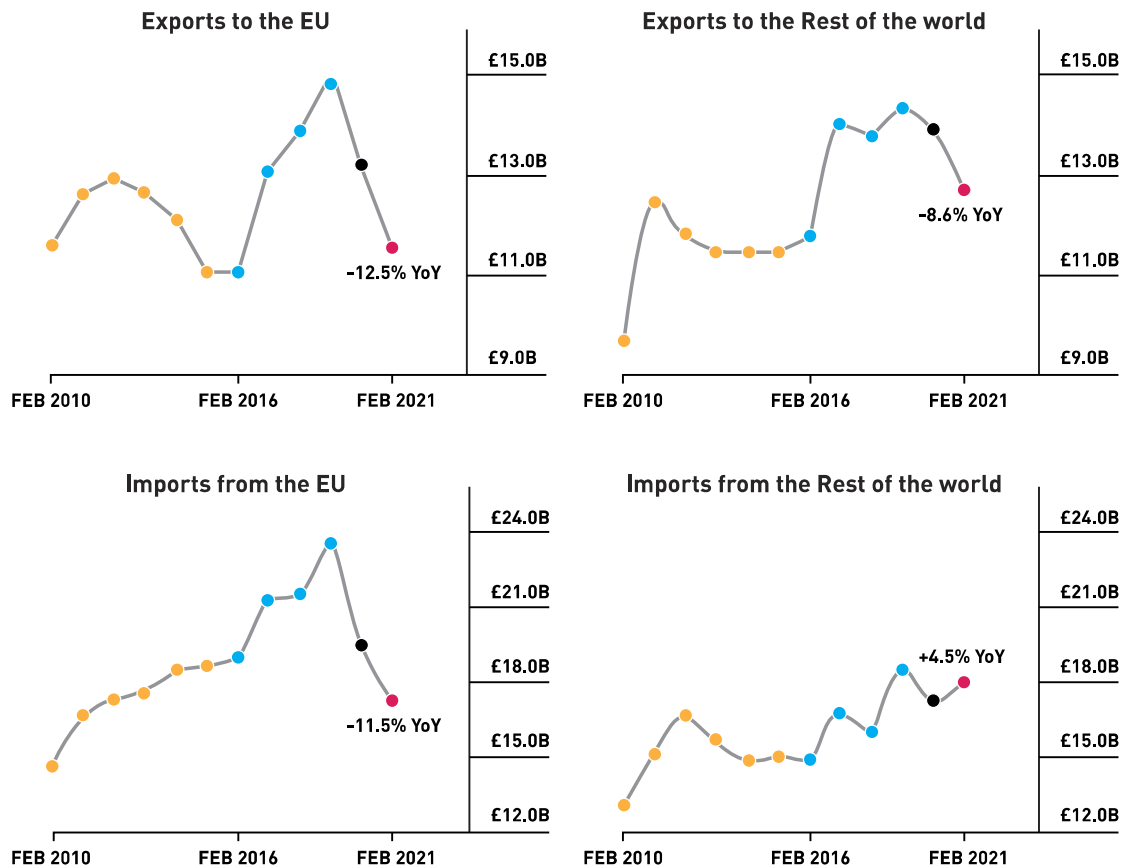 Exports to the EU
£15.0B
£13.0B
£11.0B
£9.0B
-12.5% YoY
FEB 2010
FEB 2016
FEB 2021
Exports to the Rest of the world
£15.0B
£13.0B
£11.0B
£9.0B
-8.6% YoY
FEB 2010
FEB 2016
FEB 2021
Imports from the EU
£24.0B
£21.0B
£18.0B
£15.0B
£12.0B
-11.5% YoY
FEB 2010
FEB 2016
FEB 2021
Imports from the Rest of the world
£24.0B
£21.0B
£18.0B
£15.0B
£12.0B
+4.5% YoY
FEB 2010
FEB 2016
FEB 2021